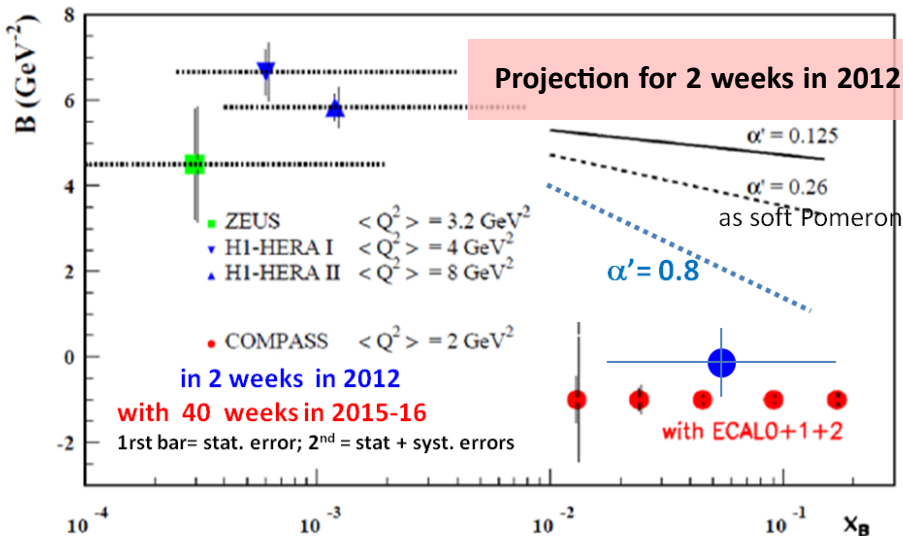 B (GeV⁻²)
8
6
4
2
0
-2
Projection for 2 weeks in 2012
α' = 0.125
α' = 0.26
as soft Pomeron
α'= 0.8
ZEUS < Q² > = 3.2 GeV²
H1-HERA I < Q² > = 4 GeV²
H1-HERA II < Q² > = 8 GeV²
COMPASS < Q² > = 2 GeV²
in 2 weeks in 2012
with 40 weeks in 2015-16
1rst bar= stat. error; 2ⁿᵈ = stat + syst. errors
with ECAL0+1+2
10⁻⁴ 10⁻³ 10⁻² 10⁻¹ x_B